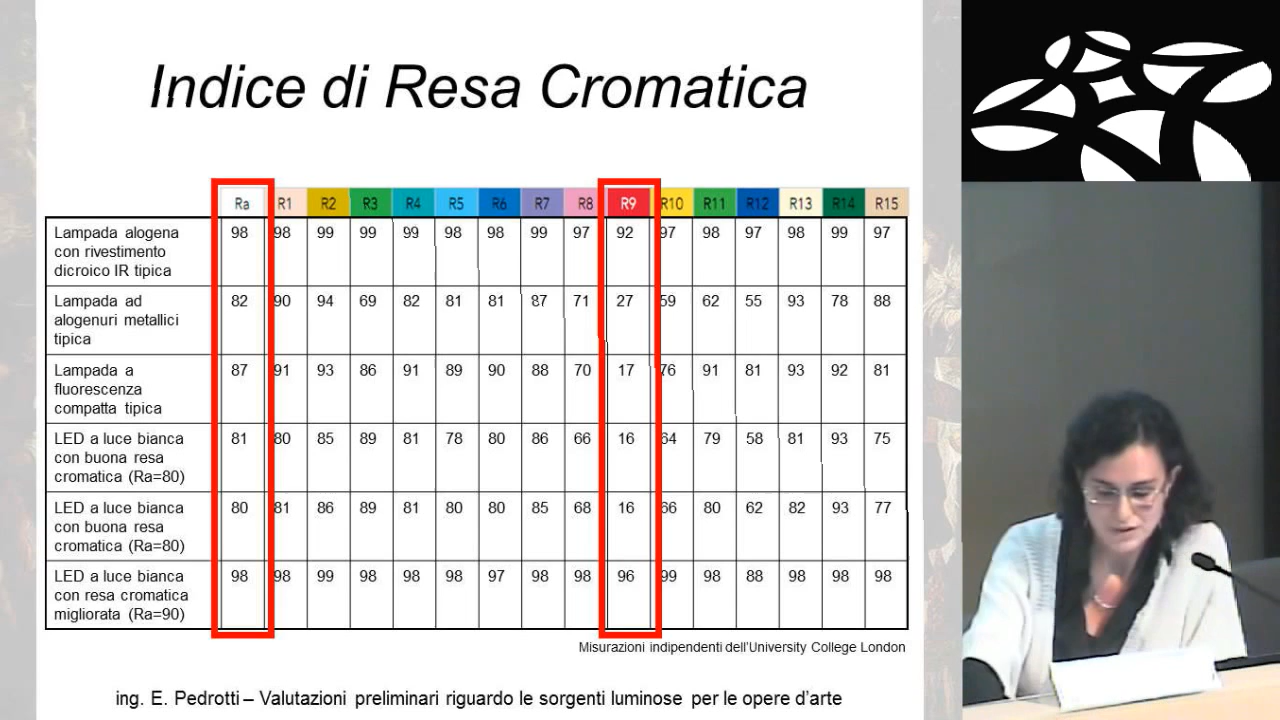 Indice di Resa Cromatica
Ra R1 R2 R3 R4 R5 R6 R7 R8 R9 R10 R11 R12 R13 R14 R15
Lampada alogena con rivestimento dicroico IR tipica 98 98 99 99 99 98 98 99 97 92 97 98 97 98 99 97
Lampada ad alogenuri metallici tipica 82 90 94 69 82 81 81 87 71 27 59 62 55 93 78 88
Lampada a fluorescenza compatta tipica 87 91 93 86 91 89 90 88 70 17 76 91 81 93 92 81
LED a luce bianca con buona resa cromatica (Ra=80) 81 80 85 89 81 78 80 86 66 16 64 79 58 81 93 75
LED a luce bianca con buona resa cromatica (Ra=80) 80 81 86 89 81 80 80 85 68 16 66 80 62 82 93 77
LED a luce bianca con resa cromatica migliorata (Ra=90) 98 98 99 98 98 98 97 98 98 96 99 98 88 98 98 98
Misurazioni indipendenti dell'University College London
ing. E. Pedrotti – Valutazioni preliminari riguardo le sorgenti luminose per le opere d'arte